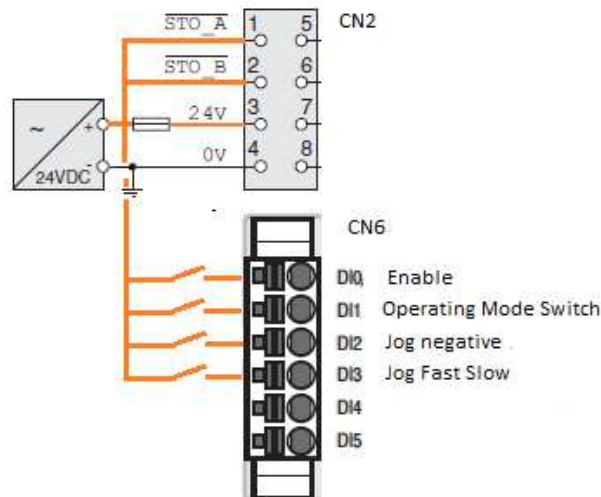 STO_A 1 5 CN2
STO_B 2 6
24V 3 7
~ + - 24VDC
0V 4 8
CN6
DI0, Enable
DI1 Operating Mode Switch
DI2 Jog negative
DI3 Jog Fast Slow
DI4
DI5